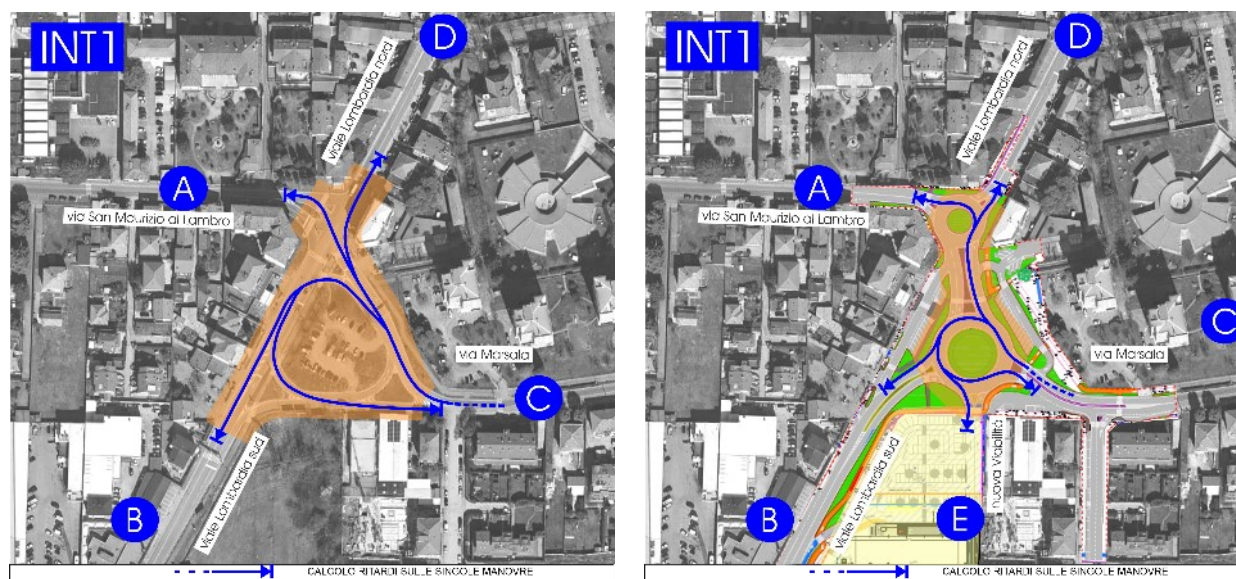 INT1
D
viale Lombardia nord
A
via San Maurizio al Lambro
via Marsala
C
B
viale Lombardia sud
CALCOLO RITARDI SULLE SINGOLE MANOVRE
INT1
D
viale Lombardia nord
A
via San Maurizio al Lambro
C
via Marsala
B
viale Lombardia sud
E
nuova viabilità
CALCOLO RITARDI SULLE SINGOLE MANOVRE